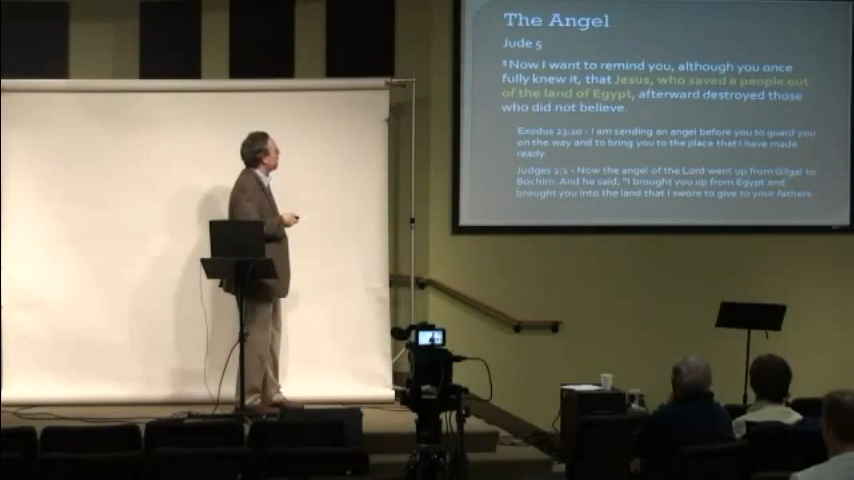 The Angel
Jude 5
5 Now I want to remind you, although you once
fully knew it, that Jesus, who saved a people out
of the land of Egypt, afterward destroyed those
who did not believe.
Exodus 23:20 - I am sending an angel before you to guard you
on the way and to bring you to the place that I have made
ready.
Judges 2:1 - Now the angel of the Lord went up from Gilgal to
Bochim. And he said, "I brought you up from Egypt and
brought you into the land that I swore to give to your fathers.